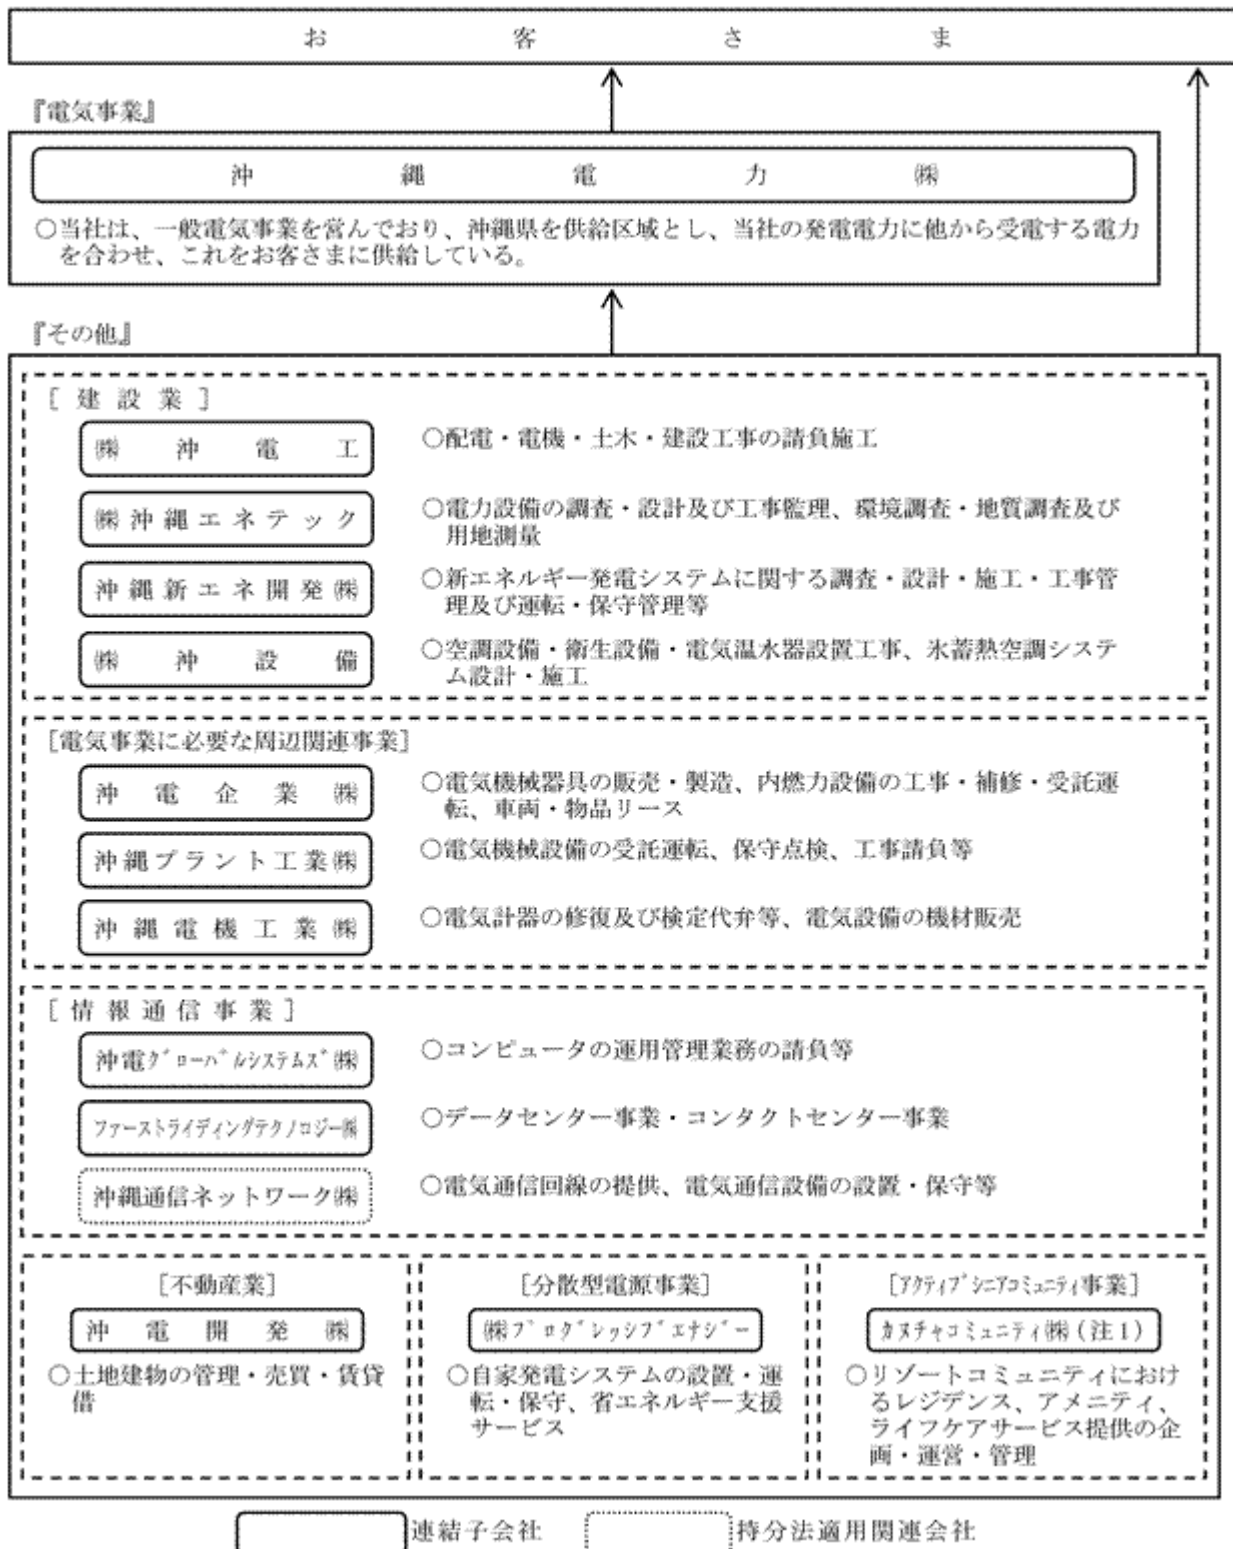 お客さま
『電気事業』
沖縄電力㈱
○当社は、一般電気事業を営んでおり、沖縄県を供給区域とし、当社の発電電力に他から受電する電力
を合わせ、これをお客さまに供給している。
『その他』
［建設業］
㈱沖電工
○配電・電機・土木・建設工事の請負施工
㈱沖縄エネテック
○電力設備の調査・設計及び工事監理、環境調査・地質調査及び
用地測量
沖縄新エネ開発㈱
○新エネルギー発電システムに関する調査・設計・施工・工事管
理及び運転・保守管理等
㈱沖設備
○空調設備・衛生設備・電気温水器設置工事、氷蓄熱空調システ
ム設計・施工
［電気事業に必要な周辺関連事業］
沖電企業㈱
○電気機械器具の販売・製造、内燃力設備の工事・補修・受託運
転、車両・物品リース
沖縄プラント工業㈱
○電気機械設備の受託運転、保守点検、工事請負等
沖縄電機工業㈱
○電気計器の修復及び検定代弁等、電気設備の機材販売
［情報通信事業］
沖電ｸﾞﾛｰﾊﾞﾙｼｽﾃﾑｽﾞ㈱
○コンピュータの運用管理業務の請負等
ファーストライディングテクノロジー㈱
○データセンター事業・コンタクトセンター事業
沖縄通信ネットワーク㈱
○電気通信回線の提供、電気通信設備の設置・保守等
［不動産業］
沖電開発㈱
○土地建物の管理・売買・賃貸
借
［分散型電源事業］
㈱ﾌﾟﾛｸﾞﾚｯｼﾌﾞｴﾅｼﾞｰ
○自家発電システムの設置・運
転・保守、省エネルギー支援
サービス
［ｱｸﾃｨﾌﾞｼﾆｱｺﾐｭﾆﾃｨ事業］
ｶﾇﾁｬｺﾐｭﾆﾃｨ㈱(注１)
○リゾートコミュニティにおけ
るレジデンス、アメニティ、
ライフケアサービス提供の企
画・運営・管理
連結子会社
持分法適用関連会社